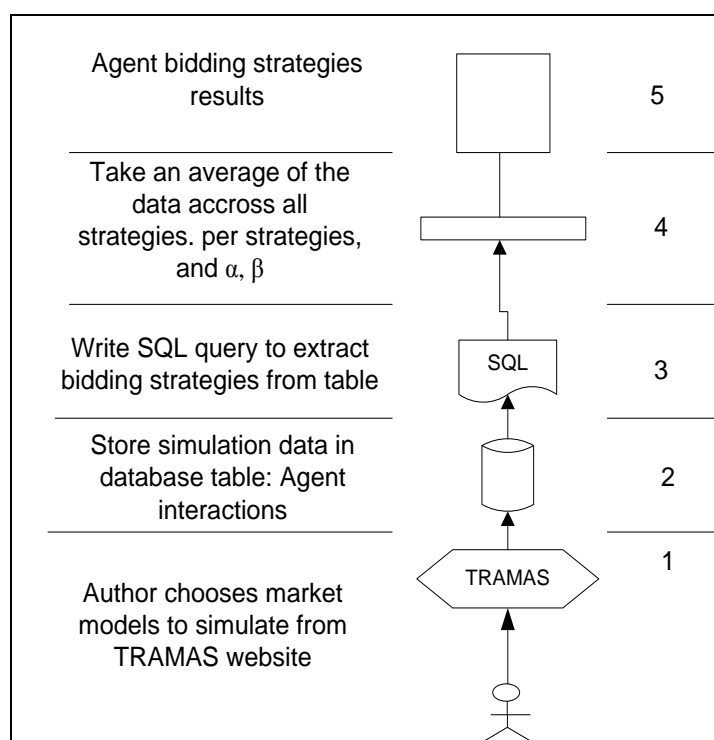 Agent bidding strategies
results
5
Take an average of the
data accross all
strategies. per strategies,
and α, β
4
Write SQL query to extract
bidding strategies from table
SQL
3
Store simulation data in
database table: Agent
interactions
2
Author chooses market
models to simulate from
TRAMAS website
TRAMAS
1